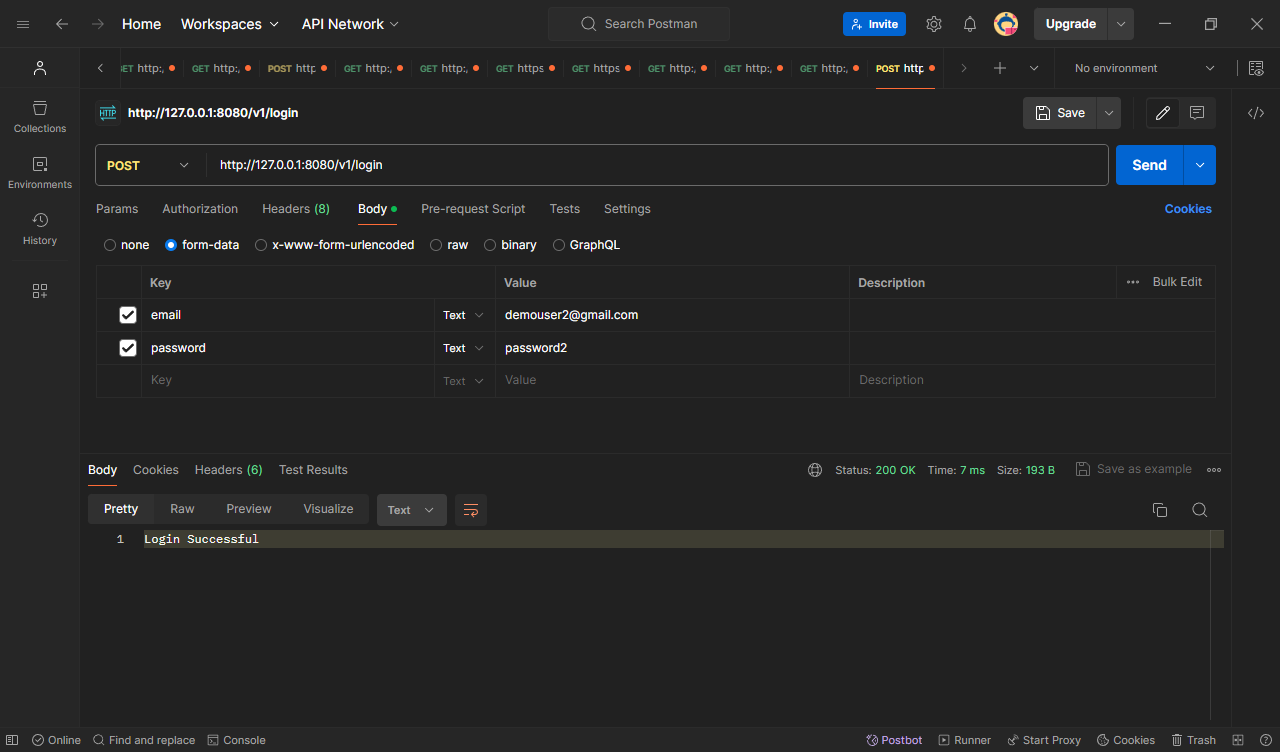 Home Workspaces API Network Search Postman Invite Upgrade
GET http:, GET http:, POST http GET http:, GET http:, GET https GET https GET http:, GET http:, GET http:, POST http No environment
HTTP http://127.0.0.1:8080/v1/login Save
Collections
Environments
History
POST http://127.0.0.1:8080/v1/login Send
Params Authorization Headers (8) Body Pre-request Script Tests Settings Cookies
none form-data x-www-form-urlencoded raw binary GraphQL
Key Value Description Bulk Edit
email Text demouser2@gmail.com
password Text password2
Key Text Value Description
Body Cookies Headers (6) Test Results Status: 200 OK Time: 7 ms Size: 193 B Save as example
Pretty Raw Preview Visualize Text
1 Login Successful
Online Find and replace Console Postbot Runner Start Proxy Cookies Trash